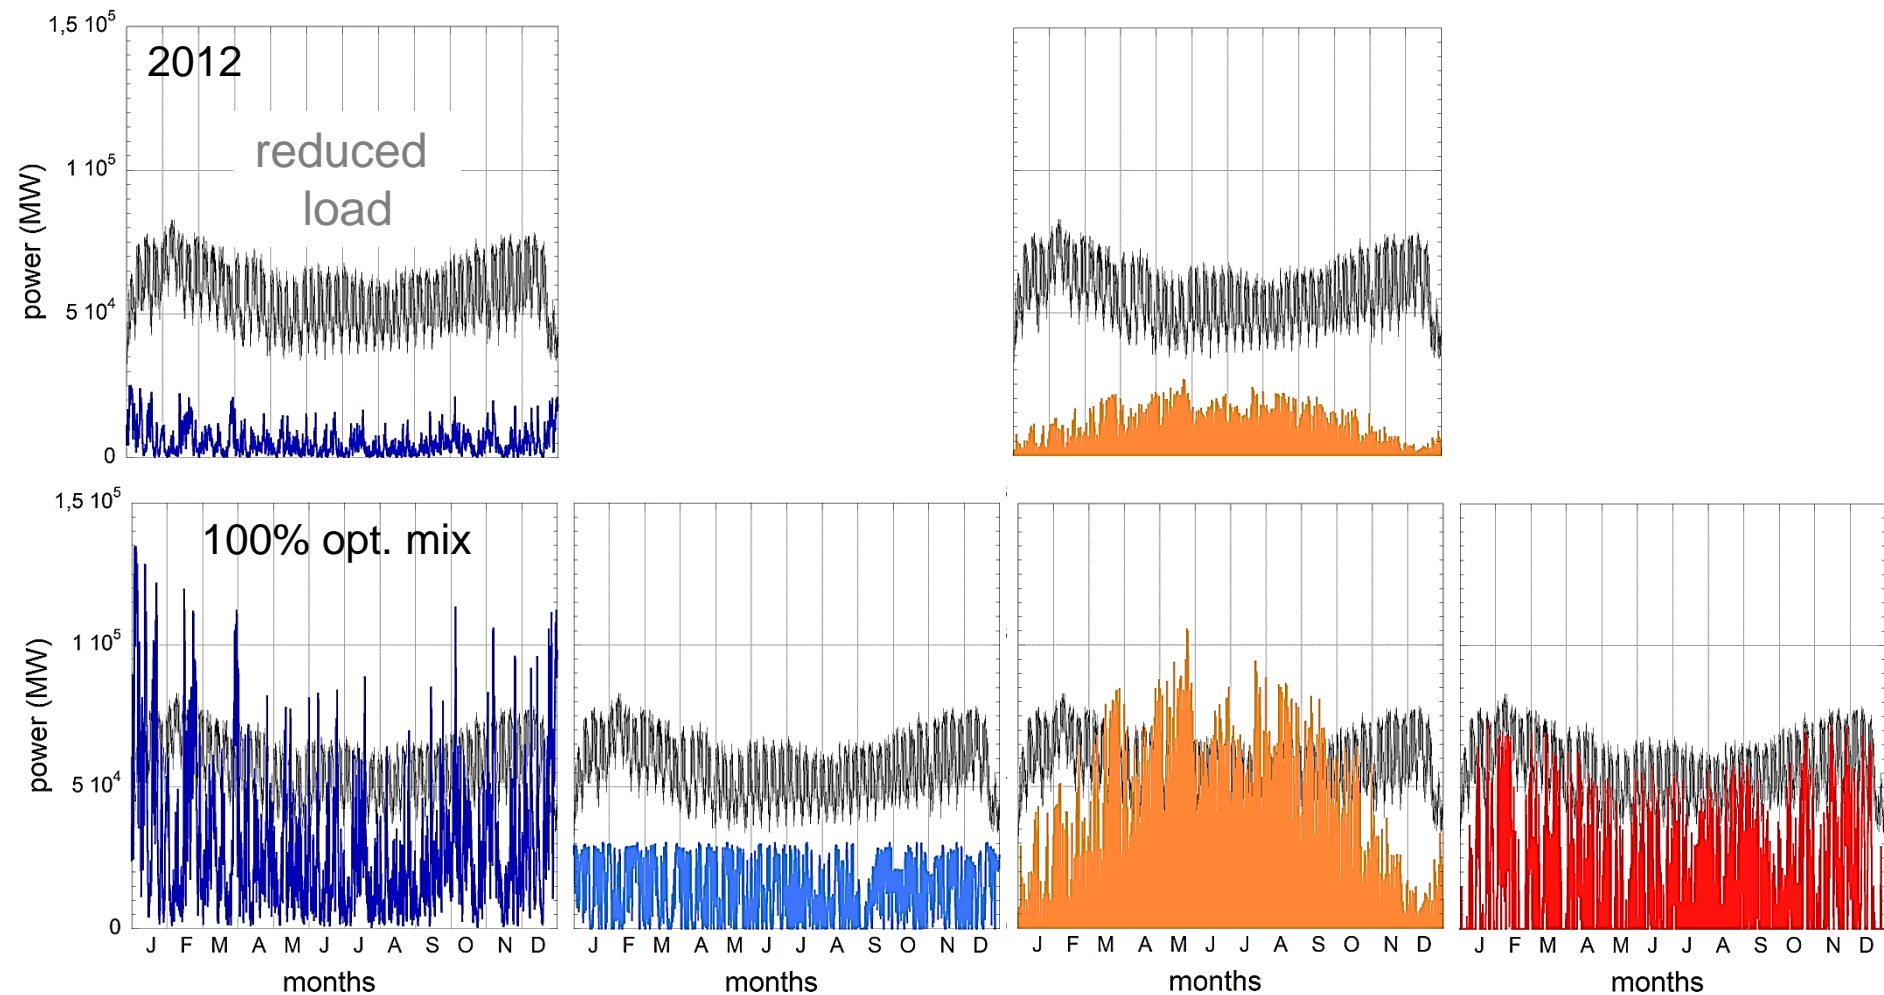 1,5 10⁵
2012
reduced
load
1 10⁵
5 10⁴
0
power (MW)
1,5 10⁵
100% opt. mix
1 10⁵
5 10⁴
0
power (MW)
J F M A M J J A S O N D
months
J F M A M J J A S O N D
months
J F M A M J J A S O N D
months
J F M A M J J A S O N D
months